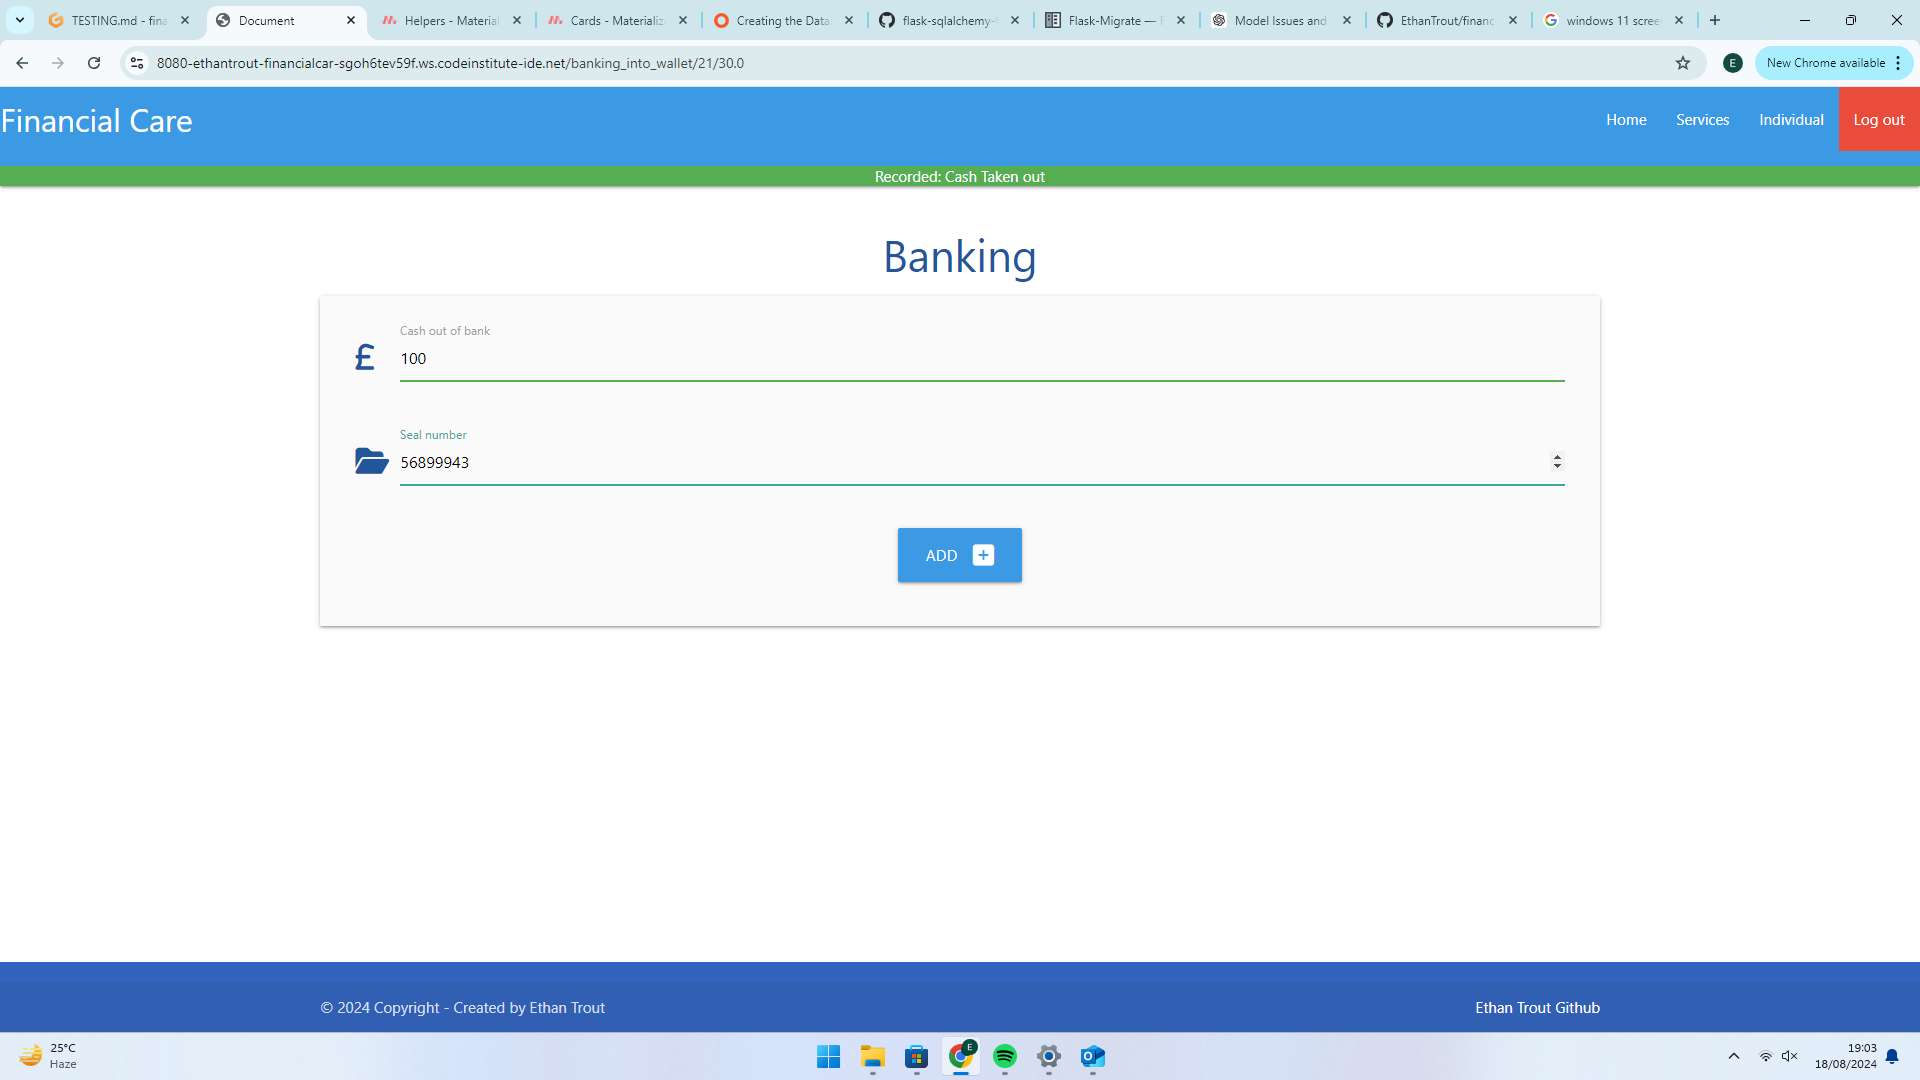 TESTING.md - fina
Document
Helpers - Material
Cards - Materializ
Creating the Data
flask-sqlalchemy-
Flask-Migrate —
Model Issues and
EthanTrout/financ
windows 11 scree
8080-ethantrout-financialcar-sgoh6tev59f.ws.codeinstitute-ide.net/banking_into_wallet/21/30.0
E
New Chrome available
Financial Care
Home
Services
Individual
Log out
Recorded: Cash Taken out
Banking
Cash out of bank
£
100
Seal number
56899943
ADD
© 2024 Copyright - Created by Ethan Trout
Ethan Trout Github
25°C
Haze
E
19:03
18/08/2024